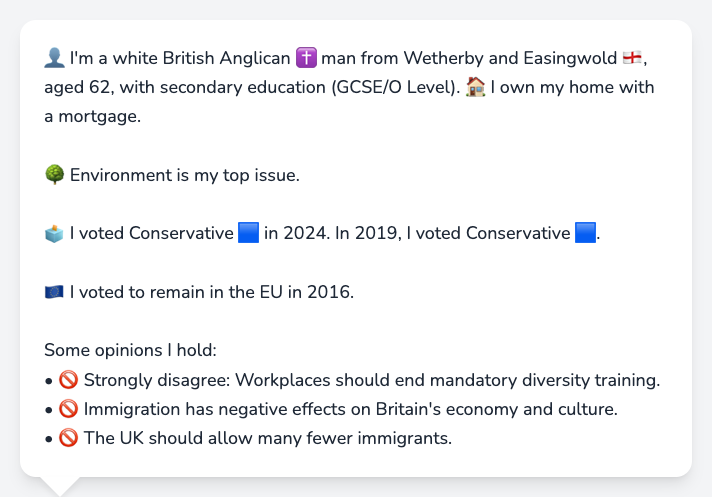 👤 I'm a white British Anglican ✝️ man from Wetherby and Easingwold 🏴󠁧󠁢󠁥󠁮󠁧󠁿,
aged 62, with secondary education (GCSE/O Level). 🏠 I own my home with
a mortgage.
🌳 Environment is my top issue.
🗳️ I voted Conservative 🟦 in 2024. In 2019, I voted Conservative 🟦.
🇪🇺 I voted to remain in the EU in 2016.
Some opinions I hold:
• 🚫 Strongly disagree: Workplaces should end mandatory diversity training.
• 🚫 Immigration has negative effects on Britain's economy and culture.
• 🚫 The UK should allow many fewer immigrants.